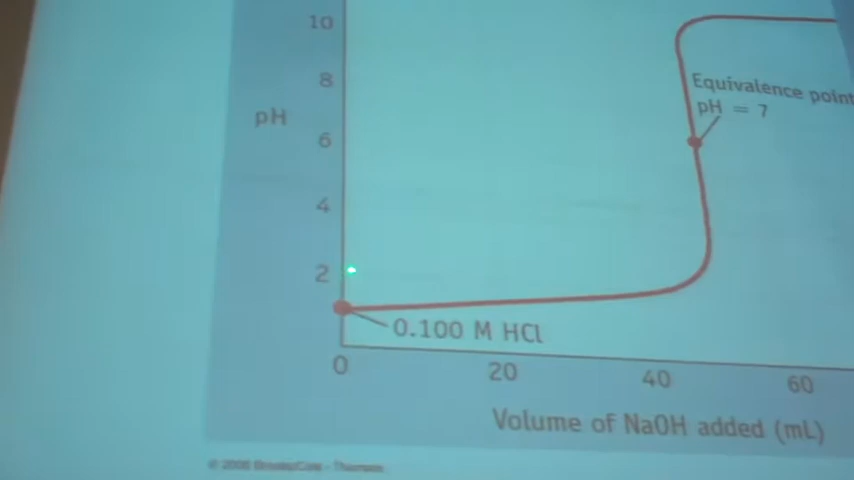 10
8
Equivalence point
pH = 7
pH
6
4
2
0.100 M HCl
0
20
40
60
Volume of NaOH added (mL)